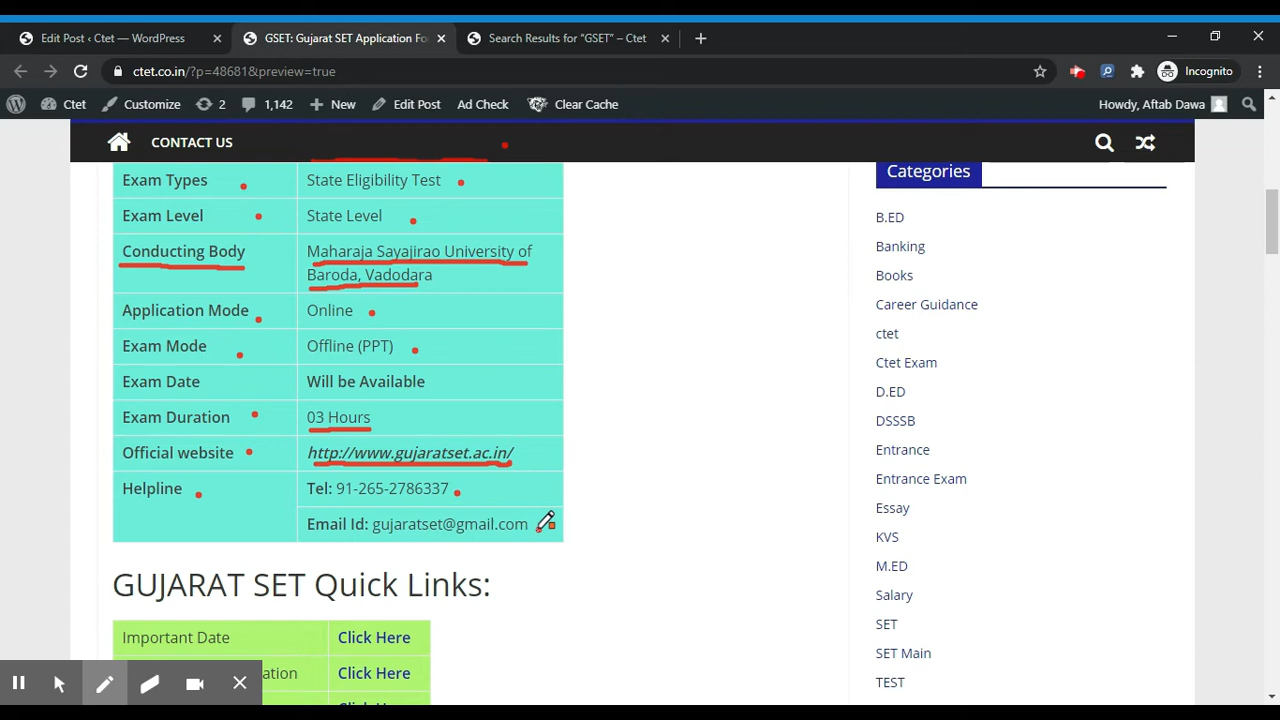 Edit Post ‹ Ctet — WordPress
GSET: Gujarat SET Application Fo
Search Results for “GSET” – Ctet
ctet.co.in/?p=48681&preview=true
Incognito
Ctet
Customize
2
1,142
New
Edit Post
Ad Check
Clear Cache
Howdy, Aftab Dawa
CONTACT US
Exam Types State Eligibility Test
Exam Level State Level
Conducting Body Maharaja Sayajirao University of
Baroda, Vadodara
Application Mode Online
Exam Mode Offline (PPT)
Exam Date Will be Available
Exam Duration 03 Hours
Official website http://www.gujaratset.ac.in/
Helpline Tel: 91-265-2786337
Email Id: gujaratset@gmail.com
GUJARAT SET Quick Links:
Important Date Click Here
ation Click Here
Categories
B.ED
Banking
Books
Career Guidance
ctet
Ctet Exam
D.ED
DSSSB
Entrance
Entrance Exam
Essay
KVS
M.ED
Salary
SET
SET Main
TEST